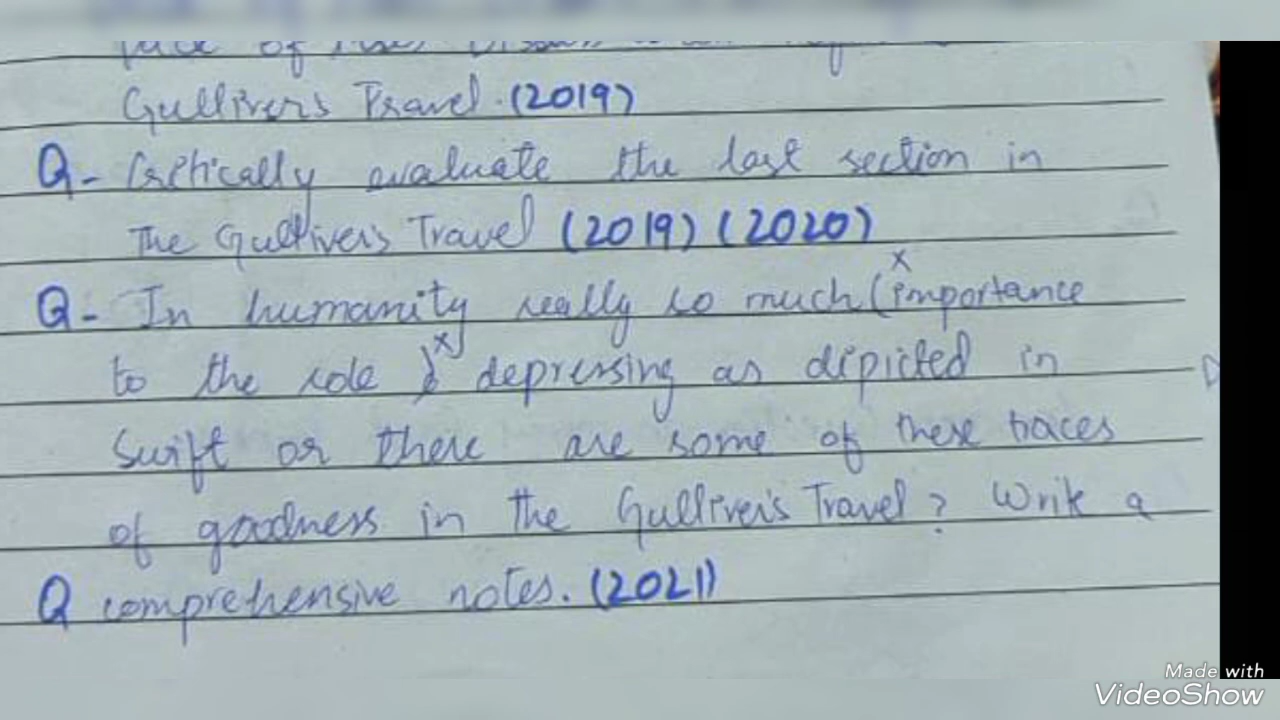 of
Gulliver's Travel. (2019)
Q- Critically evaluate the last section in
The Gulliver's Travel (2019) (2020)
x
Q- In humanity really so much (importance
to the role )x depressing as depicted in
Swift or there are some of these traces
of goodness in the Gulliver's Travel? Write a
Q comprehensive notes. (2021)
Made with
VideoShow